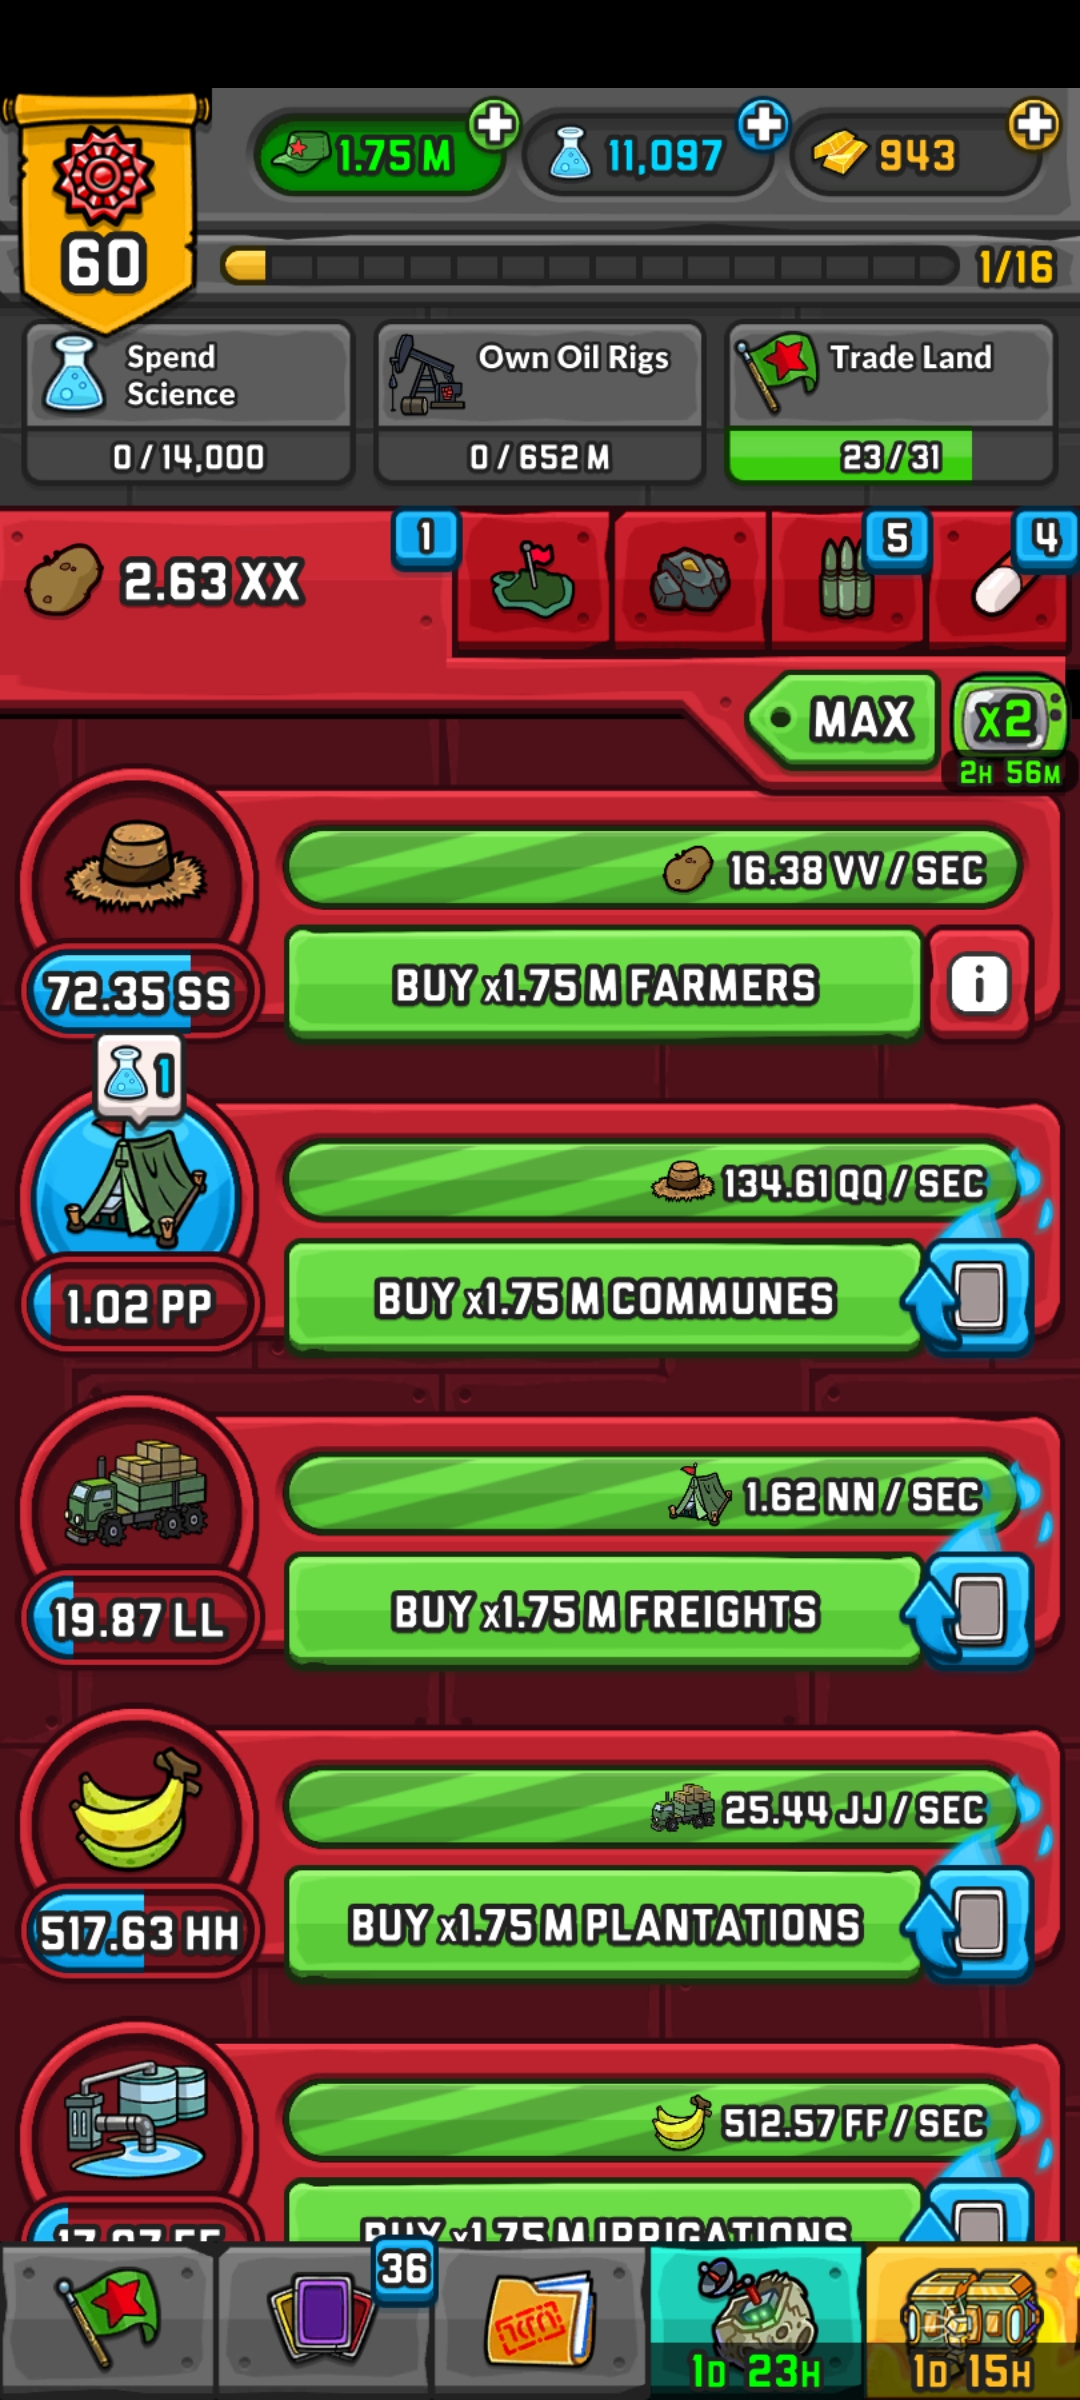 1.75 M
11,097
943
60
1/16
Spend
Science
0 / 14,000
Own Oil Rigs
0 / 652 M
Trade Land
23 / 31
2.63 XX
1
5
4
MAX
x2
2H 56M
16.38 VV / SEC
72.35 SS
BUY x1.75 M FARMERS
i
1
134.61 QQ / SEC
1.02 PP
BUY x1.75 M COMMUNES
1.62 NN / SEC
19.87 LL
BUY x1.75 M FREIGHTS
25.44 JJ / SEC
517.63 HH
BUY x1.75 M PLANTATIONS
512.57 FF / SEC
BUY x1.75 M IRRIGATIONS
36
1D 23H
1D 15H